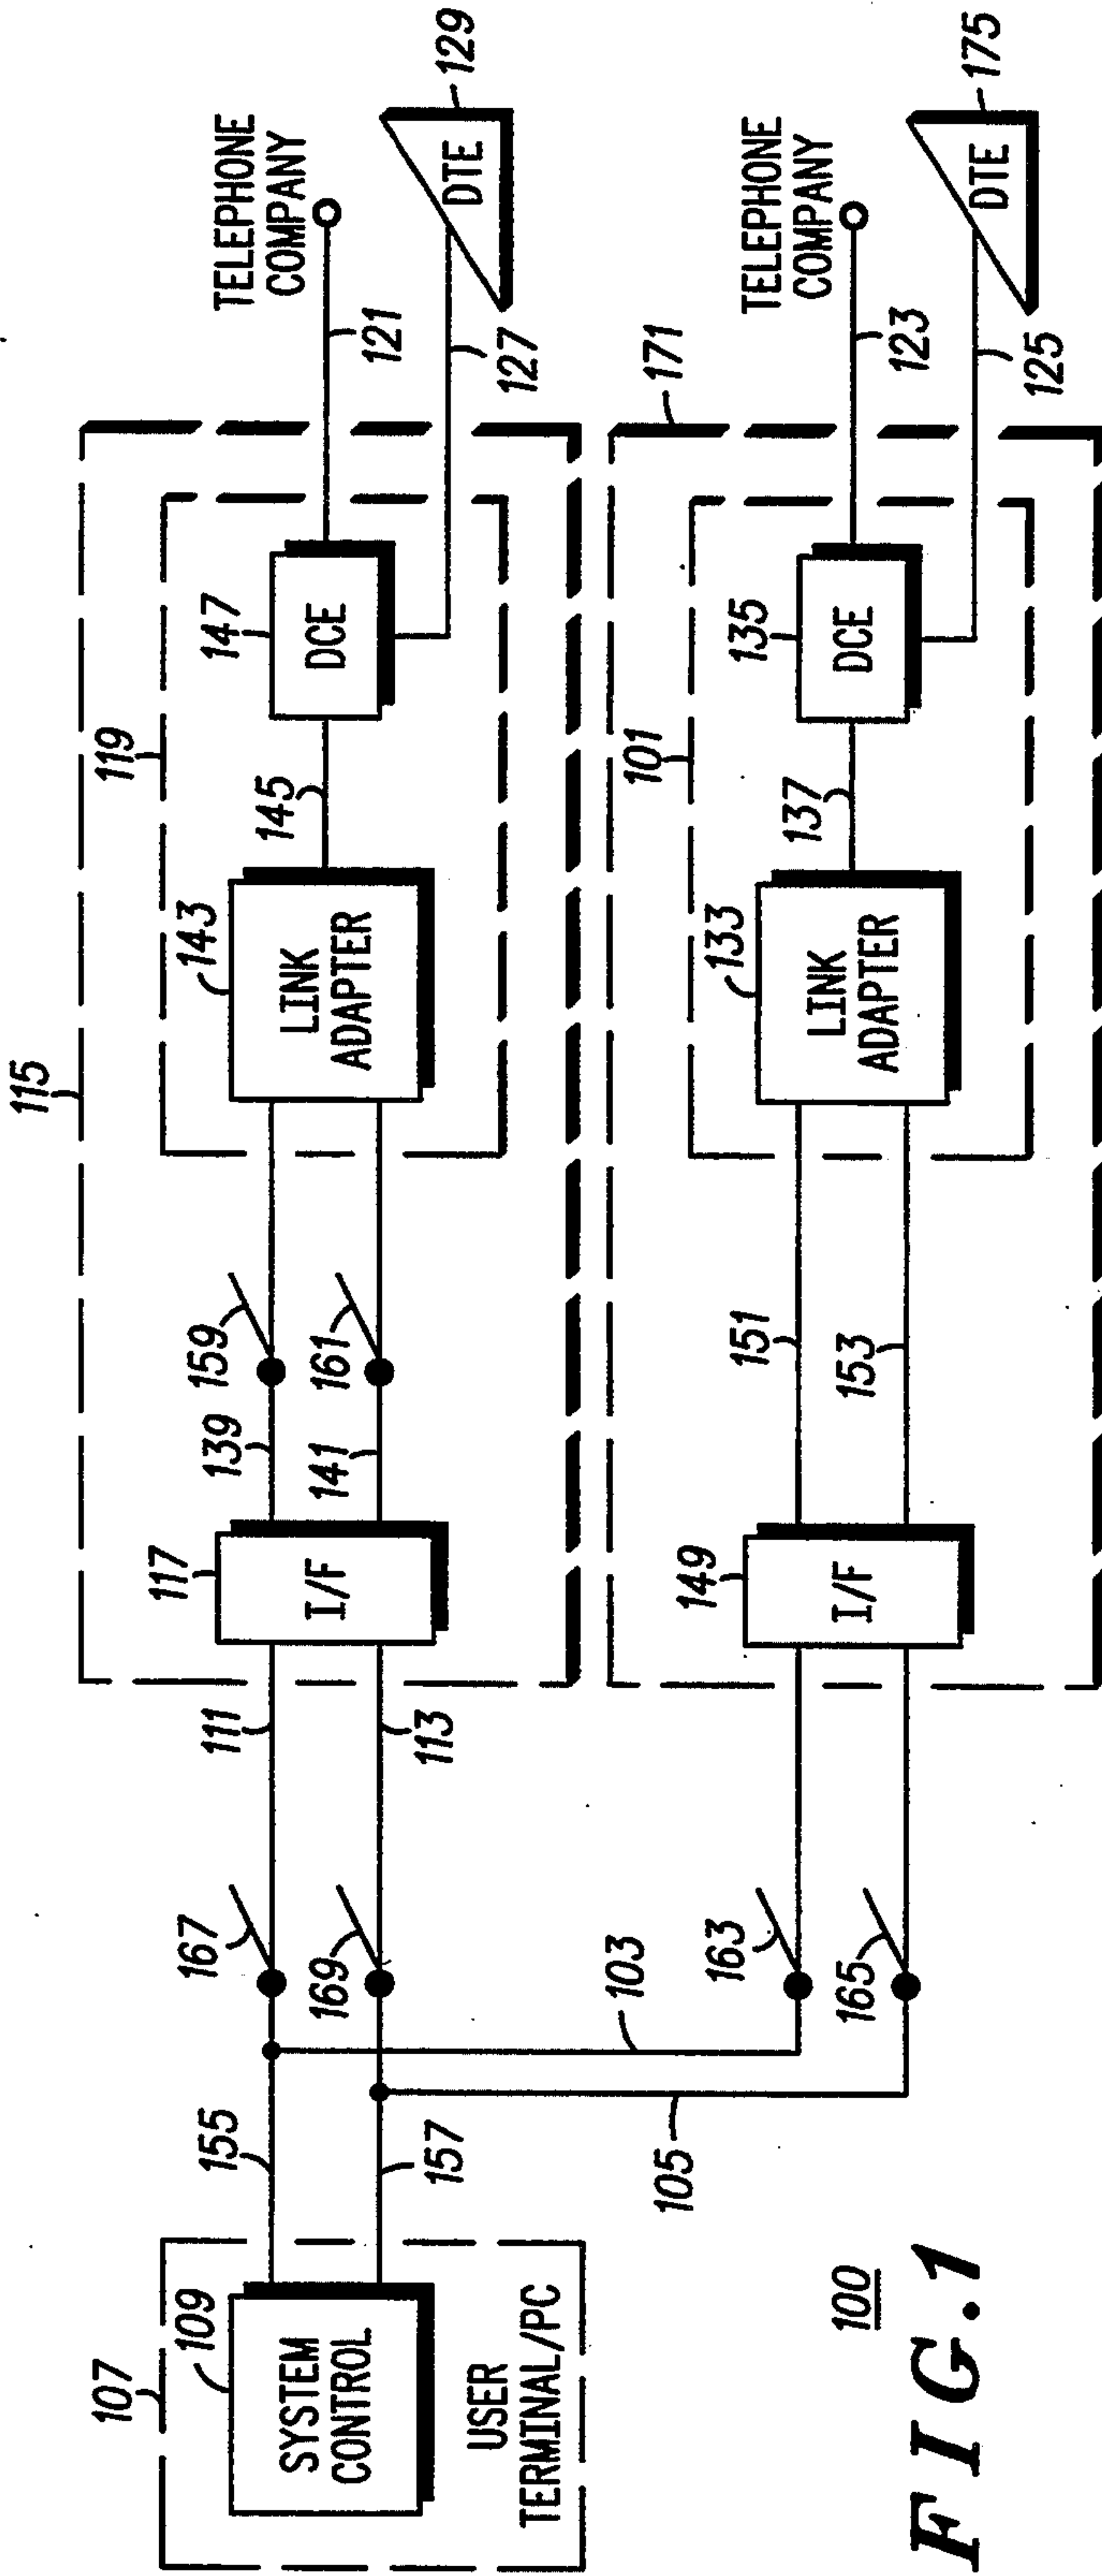 115
119
143
145
147
TELEPHONE
COMPANY
121
129
DTE
127
DCE
LINK
ADAPTER
159
161
139
141
117
I/F
111
113
167
169
155
157
107
109
SYSTEM
CONTROL
USER
TERMINAL/PC
103
105
163
165
149
I/F
151
153
171
101
133
LINK
ADAPTER
137
135
DCE
TELEPHONE
COMPANY
123
125
DTE
175
100
FIG.1